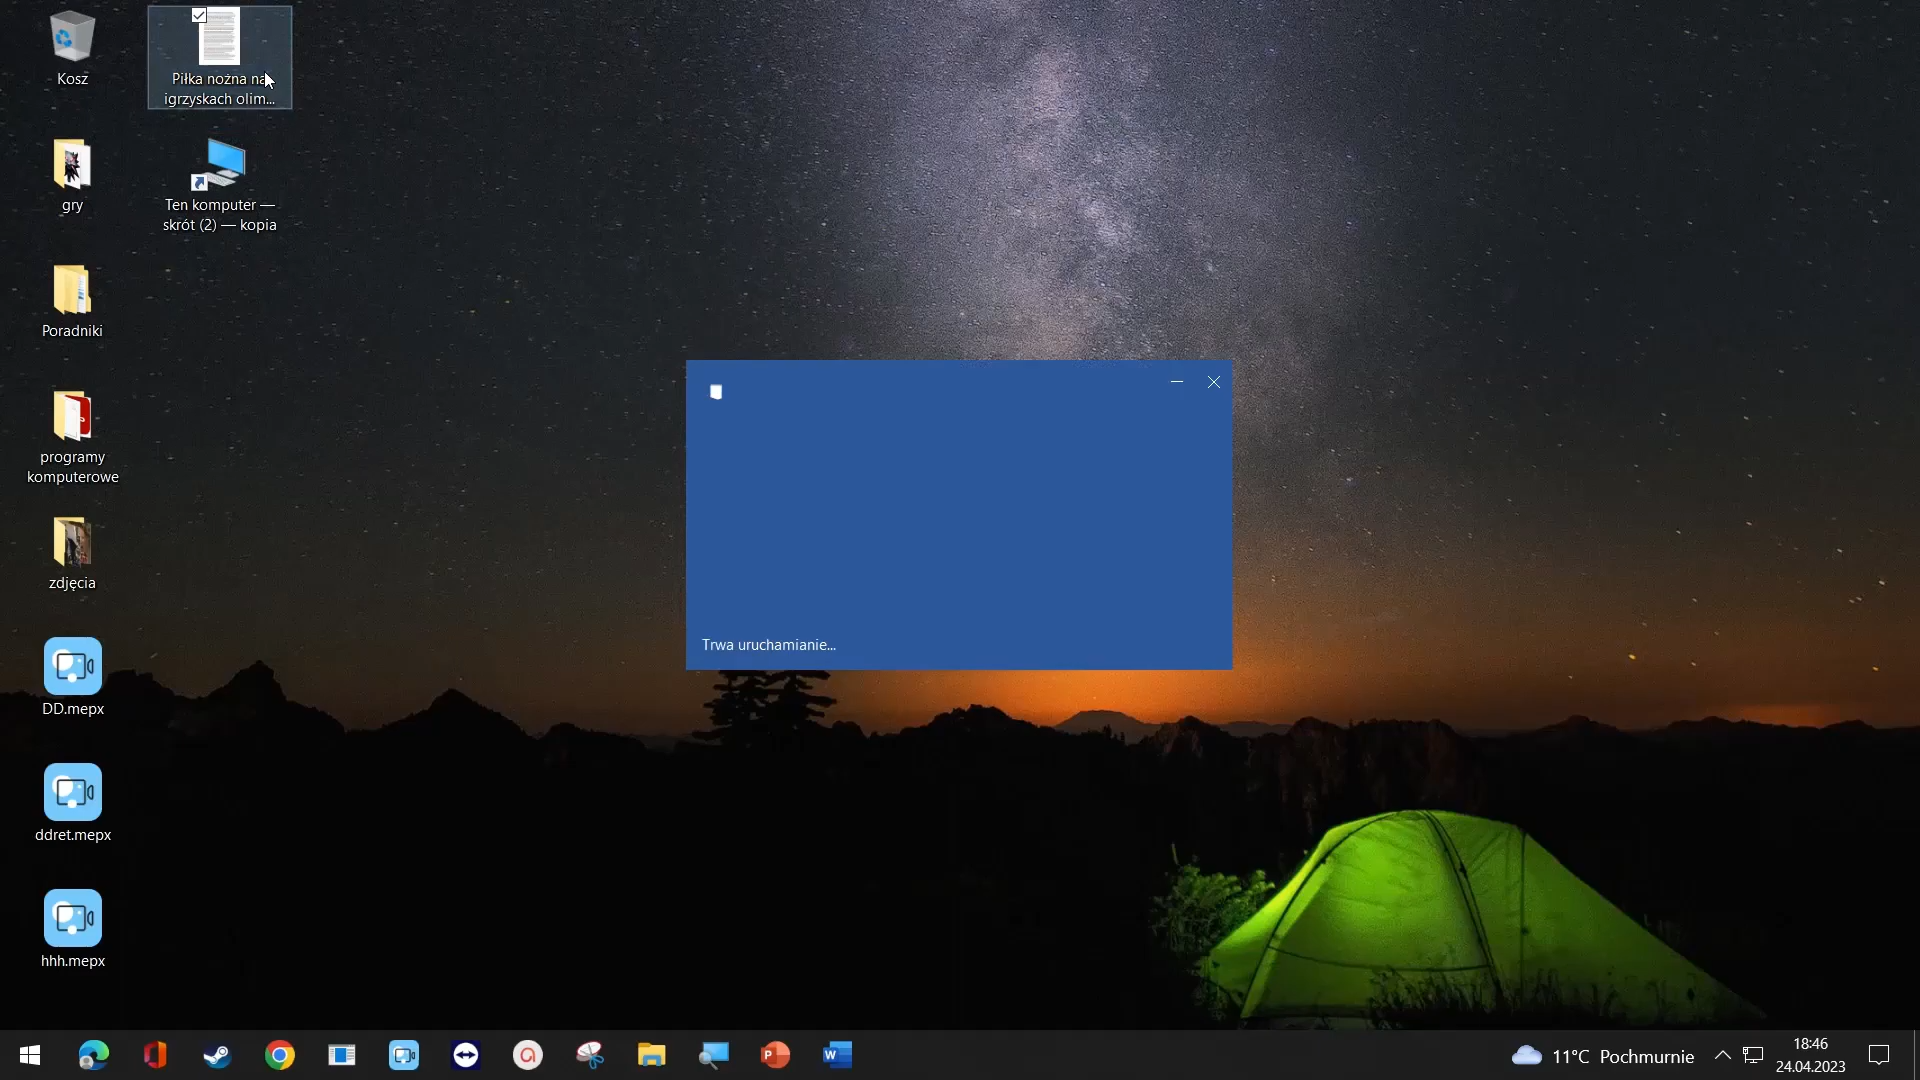 Kosz
Piłka nożna na
igrzyskach olim...
gry
Ten komputer —
skrót (2) — kopia
Poradniki
programy
komputerowe
zdjęcia
DD.mepx
ddret.mepx
hhh.mepx
Trwa uruchamianie...
11°C Pochmurnie
18:46
24.04.2023